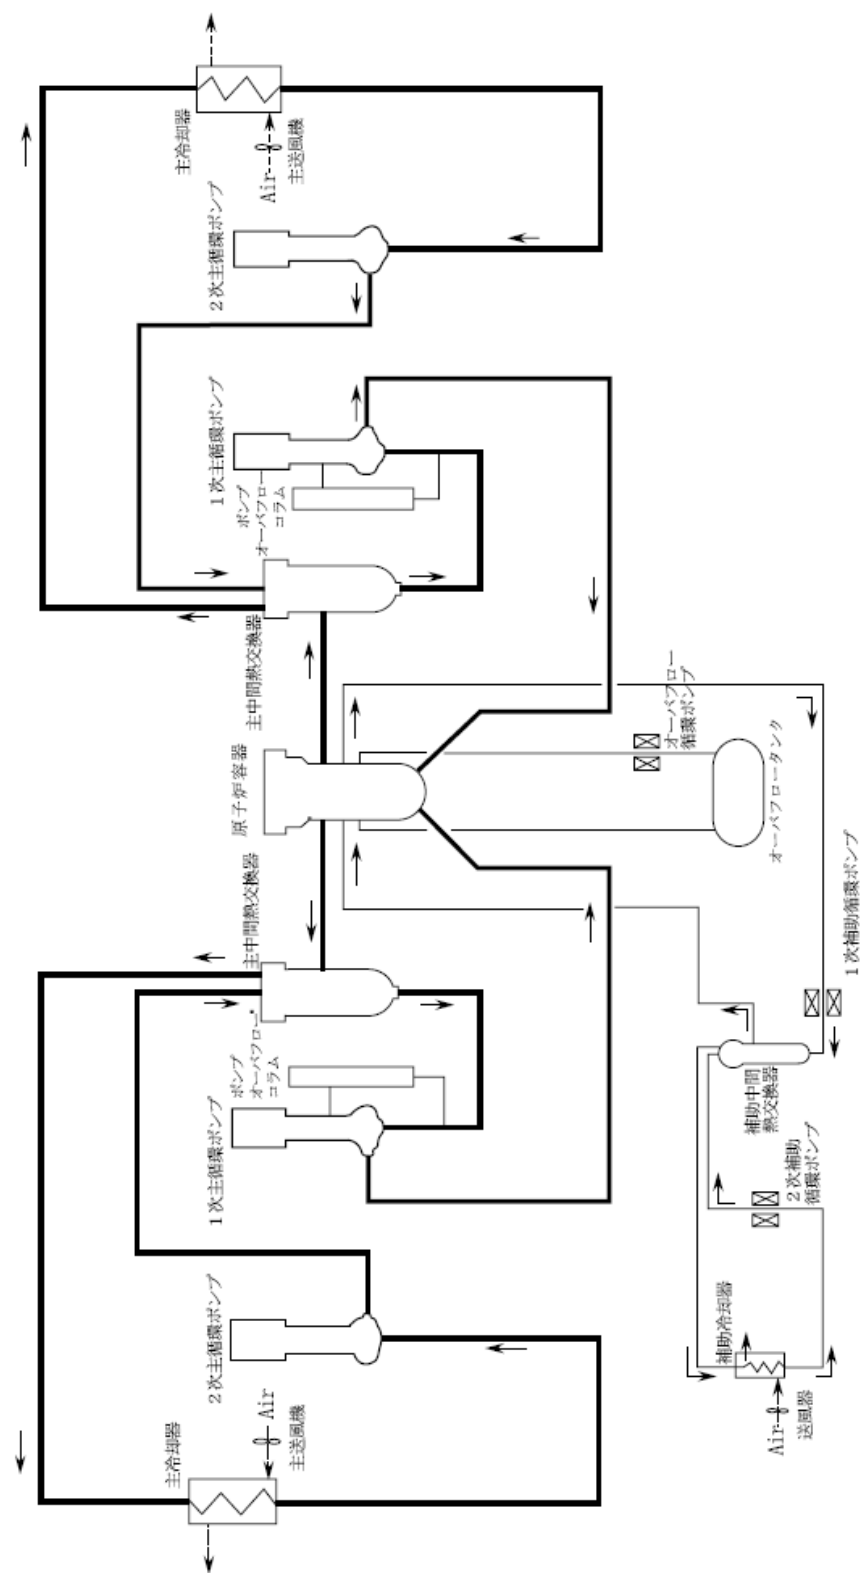 主冷却器
Air
主送風機
2次主循環ポンプ
1次主循環ポンプ
ポンプ
オーバフロー
コラム
主中間熱交換器
原子炉容器
オーバフロー
循環ポンプ
オーバフロータンク
主中間熱交換器
ポンプ
オーバフロー
コラム
1次主循環ポンプ
2次主循環ポンプ
主冷却器
Air
主送風機
1次補助循環ポンプ
補助中間
熱交換器
2次補助
循環ポンプ
補助冷却器
Air
送風器